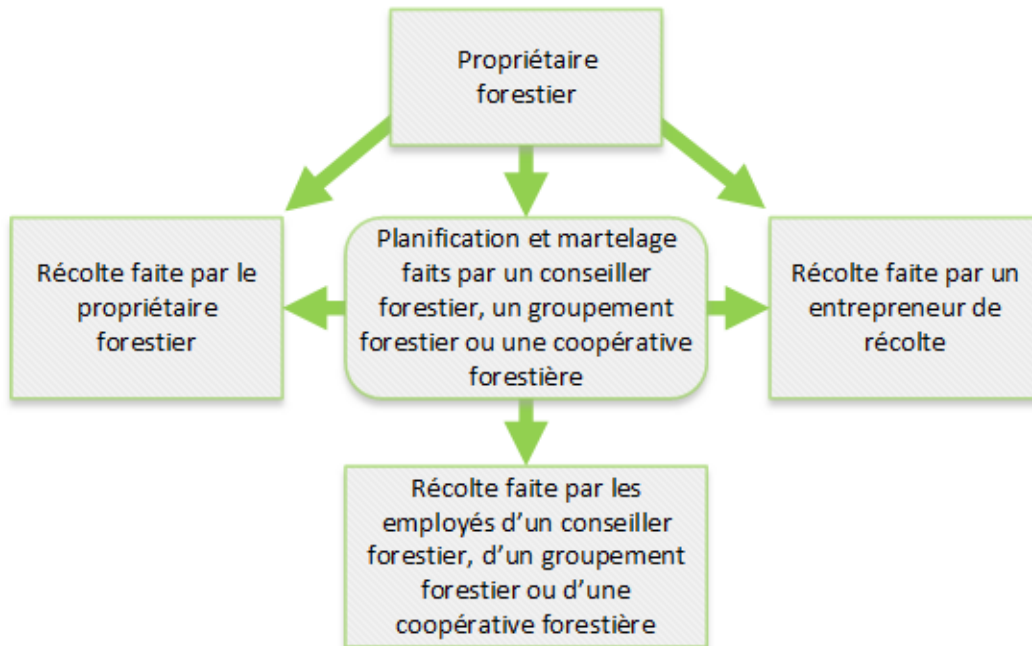 Propriétaire
forestier
Récolte faite par le
propriétaire
forestier
Planification et martelage
faits par un conseiller
forestier, un groupement
forestier ou une coopérative
forestière
Récolte faite par un
entrepreneur de
récolte
Récolte faite par les
employés d’un conseiller
forestier, d’un groupement
forestier ou d’une
coopérative forestière